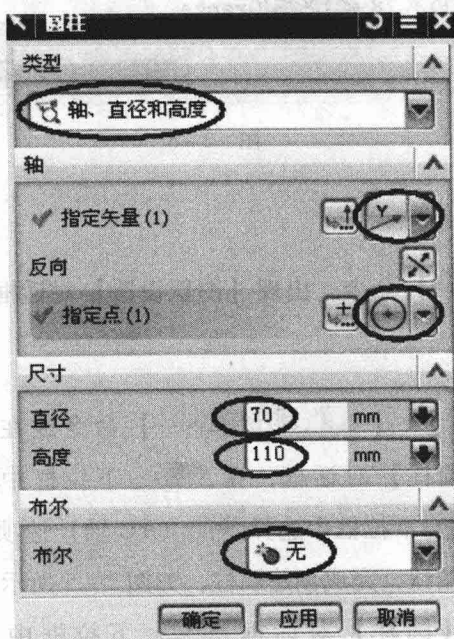 圆柱
类型
轴、直径和高度
轴
指定矢量 (1)
Y
反向
指定点 (1)
尺寸
直径 70 mm
高度 110 mm
布尔
布尔 无
确定 应用 取消